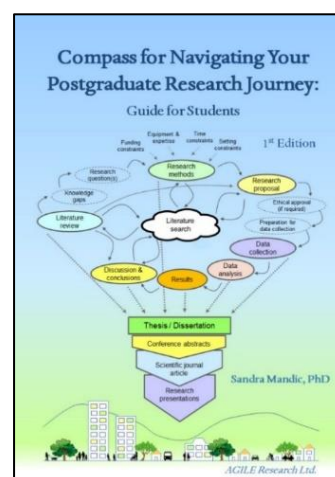 Compass for Navigating Your
Postgraduate Research Journey:
Guide for Students
1st Edition
Funding
constraints
Equipment &
expertise
Time
constraints
Setting
constraints
Research
question(s)
Research
methods
Research
proposal
Knowledge
gaps
Ethical approval
(if required)
Literature
review
Literature
search
Preparation for
data collection
Data
collection
Discussion &
conclusions
Results
Data
analysis
Thesis / Dissertation
Conference abstracts
Scientific journal
article
Research
presentations
Sandra Mandic, PhD
AGILE Research Ltd.